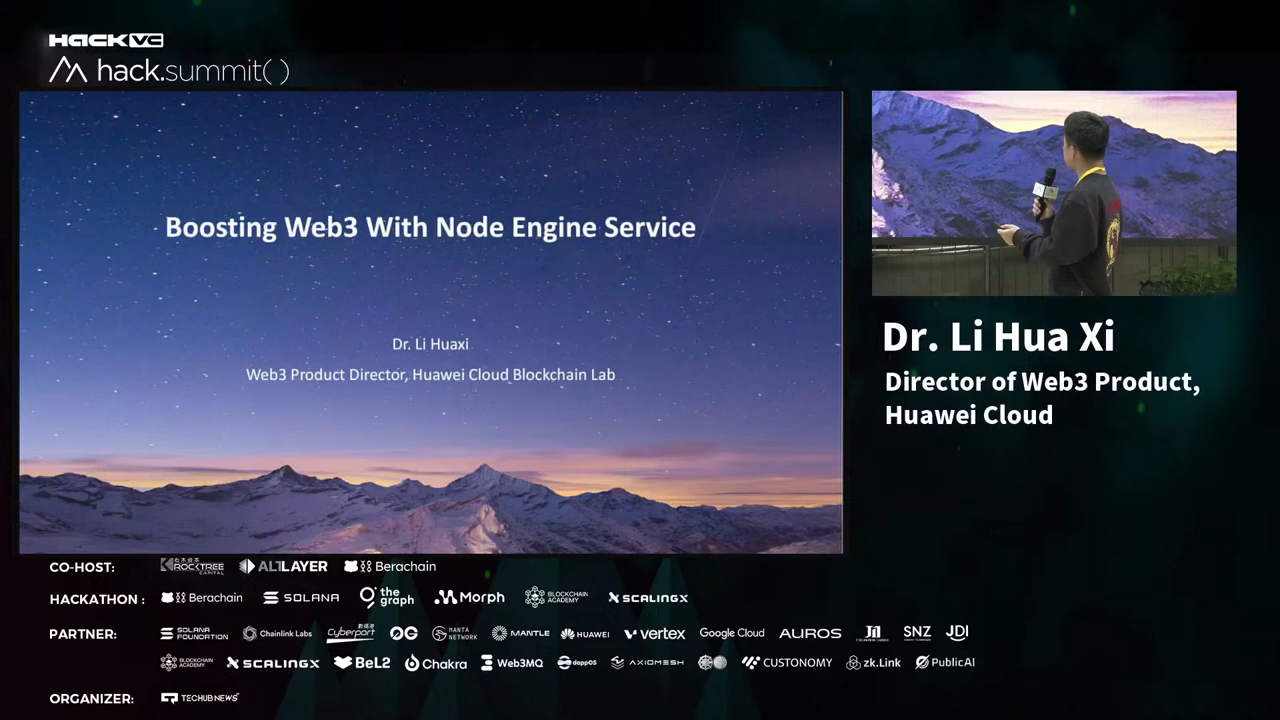 HACK VC
hack.summit()
Boosting Web3 With Node Engine Service
Dr. Li Huaxi
Web3 Product Director, Huawei Cloud Blockchain Lab
Dr. Li Hua Xi
Director of Web3 Product,
Huawei Cloud
CO-HOST: ROCKTREE CAPITAL ALTLAYER Berachain
HACKATHON : Berachain SOLANA the graph Morph BLOCKCHAIN ACADEMY SCALINGX
PARTNER: SOLANA FOUNDATION Chainlink Labs Cyberport 0G MANTA NETWORK MANTLE HUAWEI vertex Google Cloud AUROS SNZ JDI
BLOCKCHAIN ACADEMY SCALINGX BeL2 Chakra Web3MQ dappOS AXIOMESH CUSTONOMY zk.Link PublicAI
ORGANIZER: TECHUB NEWS